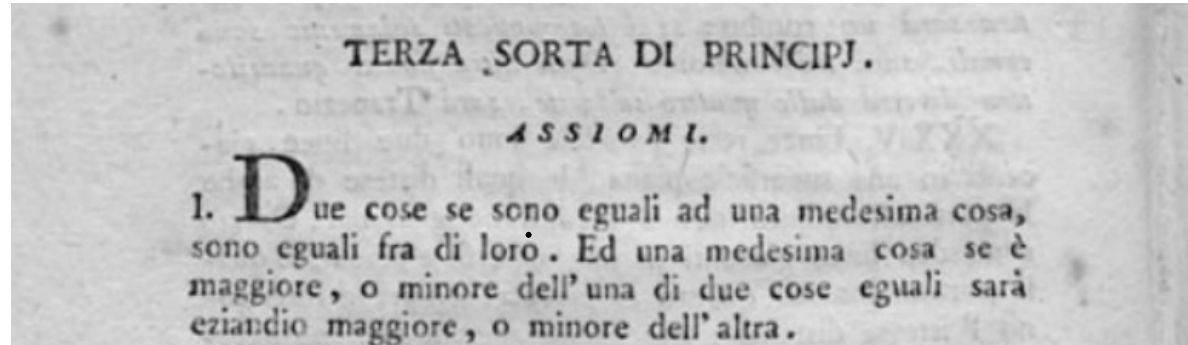 TERZA SORTA DI PRINCIPJ.
ASSIOMI.
I. Due cose se sono eguali ad una medesima cosa,
sono eguali fra di loro. Ed una medesima cosa se è
maggiore, o minore dell'una di due cose eguali sarà
eziandio maggiore, o minore dell'altra.